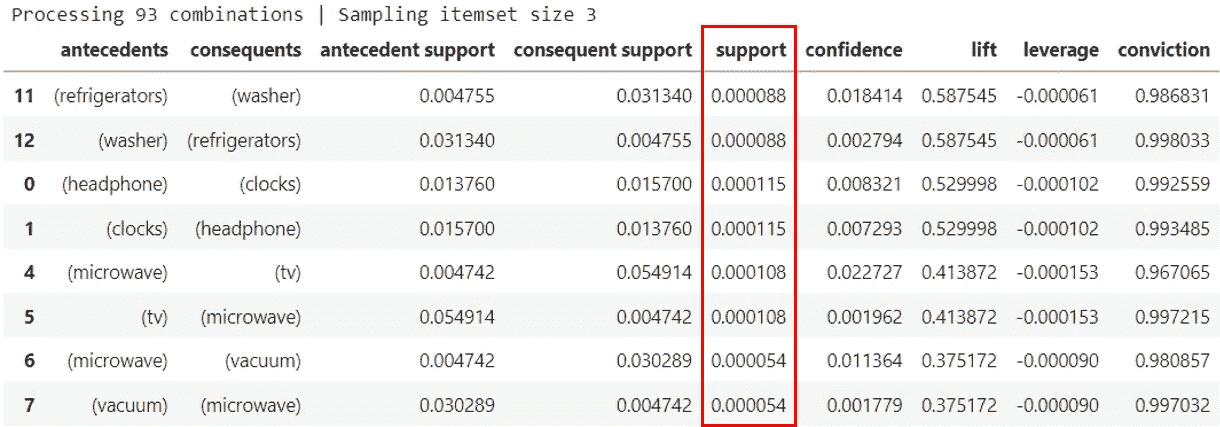 Processing 93 combinations | Sampling itemset size 3
antecedents consequents antecedent support consequent support support confidence lift leverage conviction
11 (refrigerators) (washer) 0.004755 0.031340 0.000088 0.018414 0.587545 -0.000061 0.986831
12 (washer) (refrigerators) 0.031340 0.004755 0.000088 0.002794 0.587545 -0.000061 0.998033
0 (headphone) (clocks) 0.013760 0.015700 0.000115 0.008321 0.529998 -0.000102 0.992559
1 (clocks) (headphone) 0.015700 0.013760 0.000115 0.007293 0.529998 -0.000102 0.993485
4 (microwave) (tv) 0.004742 0.054914 0.000108 0.022727 0.413872 -0.000153 0.967065
5 (tv) (microwave) 0.054914 0.004742 0.000108 0.001962 0.413872 -0.000153 0.997215
6 (microwave) (vacuum) 0.004742 0.030289 0.000054 0.011364 0.375172 -0.000090 0.980857
7 (vacuum) (microwave) 0.030289 0.004742 0.000054 0.001779 0.375172 -0.000090 0.997032